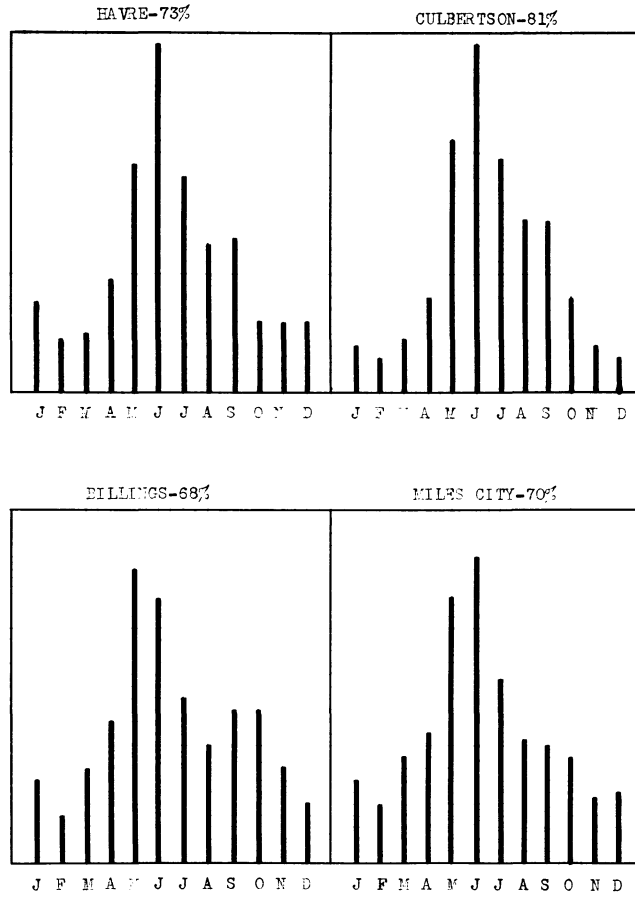 HAVRE-73%
CULBERTSON-81%
J F M A M J J A S O N D
J F M A M J J A S O N D
BILLINGS-68%
MILES CITY-70%
J F M A M J J A S O N D
J F M A M J J A S O N D